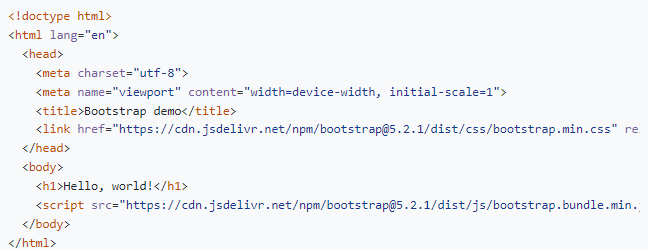 <!doctype html>
<html lang="en">
<head>
<meta charset="utf-8">
<meta name="viewport" content="width=device-width, initial-scale=1">
<title>Bootstrap demo</title>
<link href="https://cdn.jsdelivr.net/npm/bootstrap@5.2.1/dist/css/bootstrap.min.css" re
</head>
<body>
<h1>Hello, world!</h1>
<script src="https://cdn.jsdelivr.net/npm/bootstrap@5.2.1/dist/js/bootstrap.bundle.min.
</body>
</html>